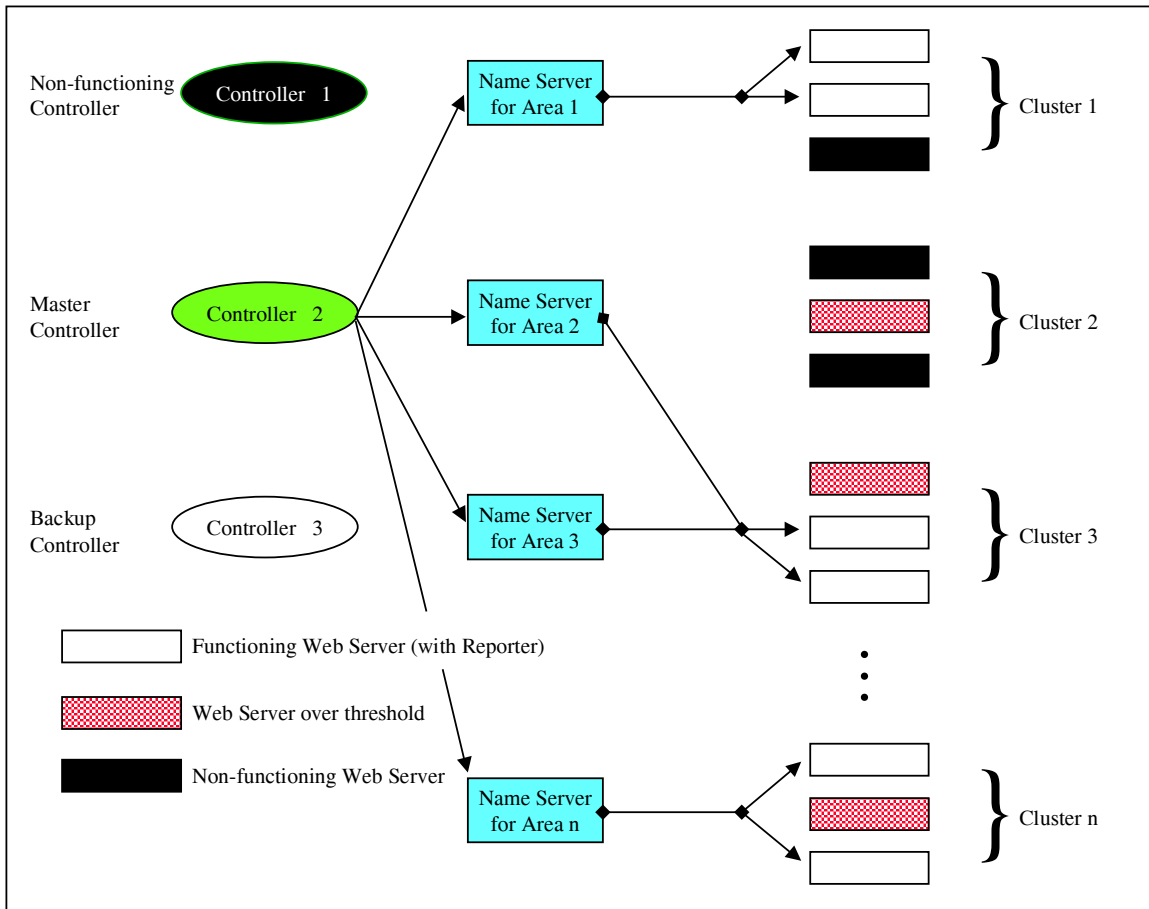 Non-functioning
Controller
Controller 1
Name Server
for Area 1
Cluster 1
Master
Controller
Controller 2
Name Server
for Area 2
Cluster 2
Backup
Controller
Controller 3
Name Server
for Area 3
Cluster 3
Functioning Web Server (with Reporter)
Web Server over threshold
Non-functioning Web Server
Name Server
for Area n
Cluster n